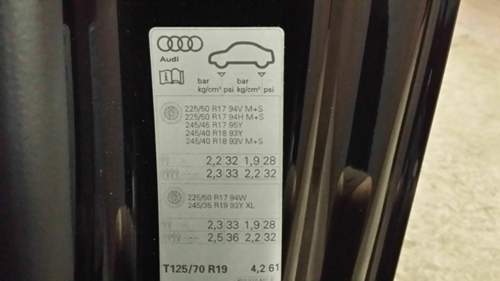 Audi
bar bar
kg/cm² psi kg/cm² psi
225/50 R17 94V M+S
225/50 R17 94H M+S
245/45 R17 95Y
245/40 R18 93Y
245/40 R18 93V M+S
2,2 32 1,9 28
2,3 33 2,2 32
225/50 R17 94W
245/35 R19 93Y XL
2,3 33 1,9 28
2,5 36 2,2 32
T125/70 R19 4,2 61